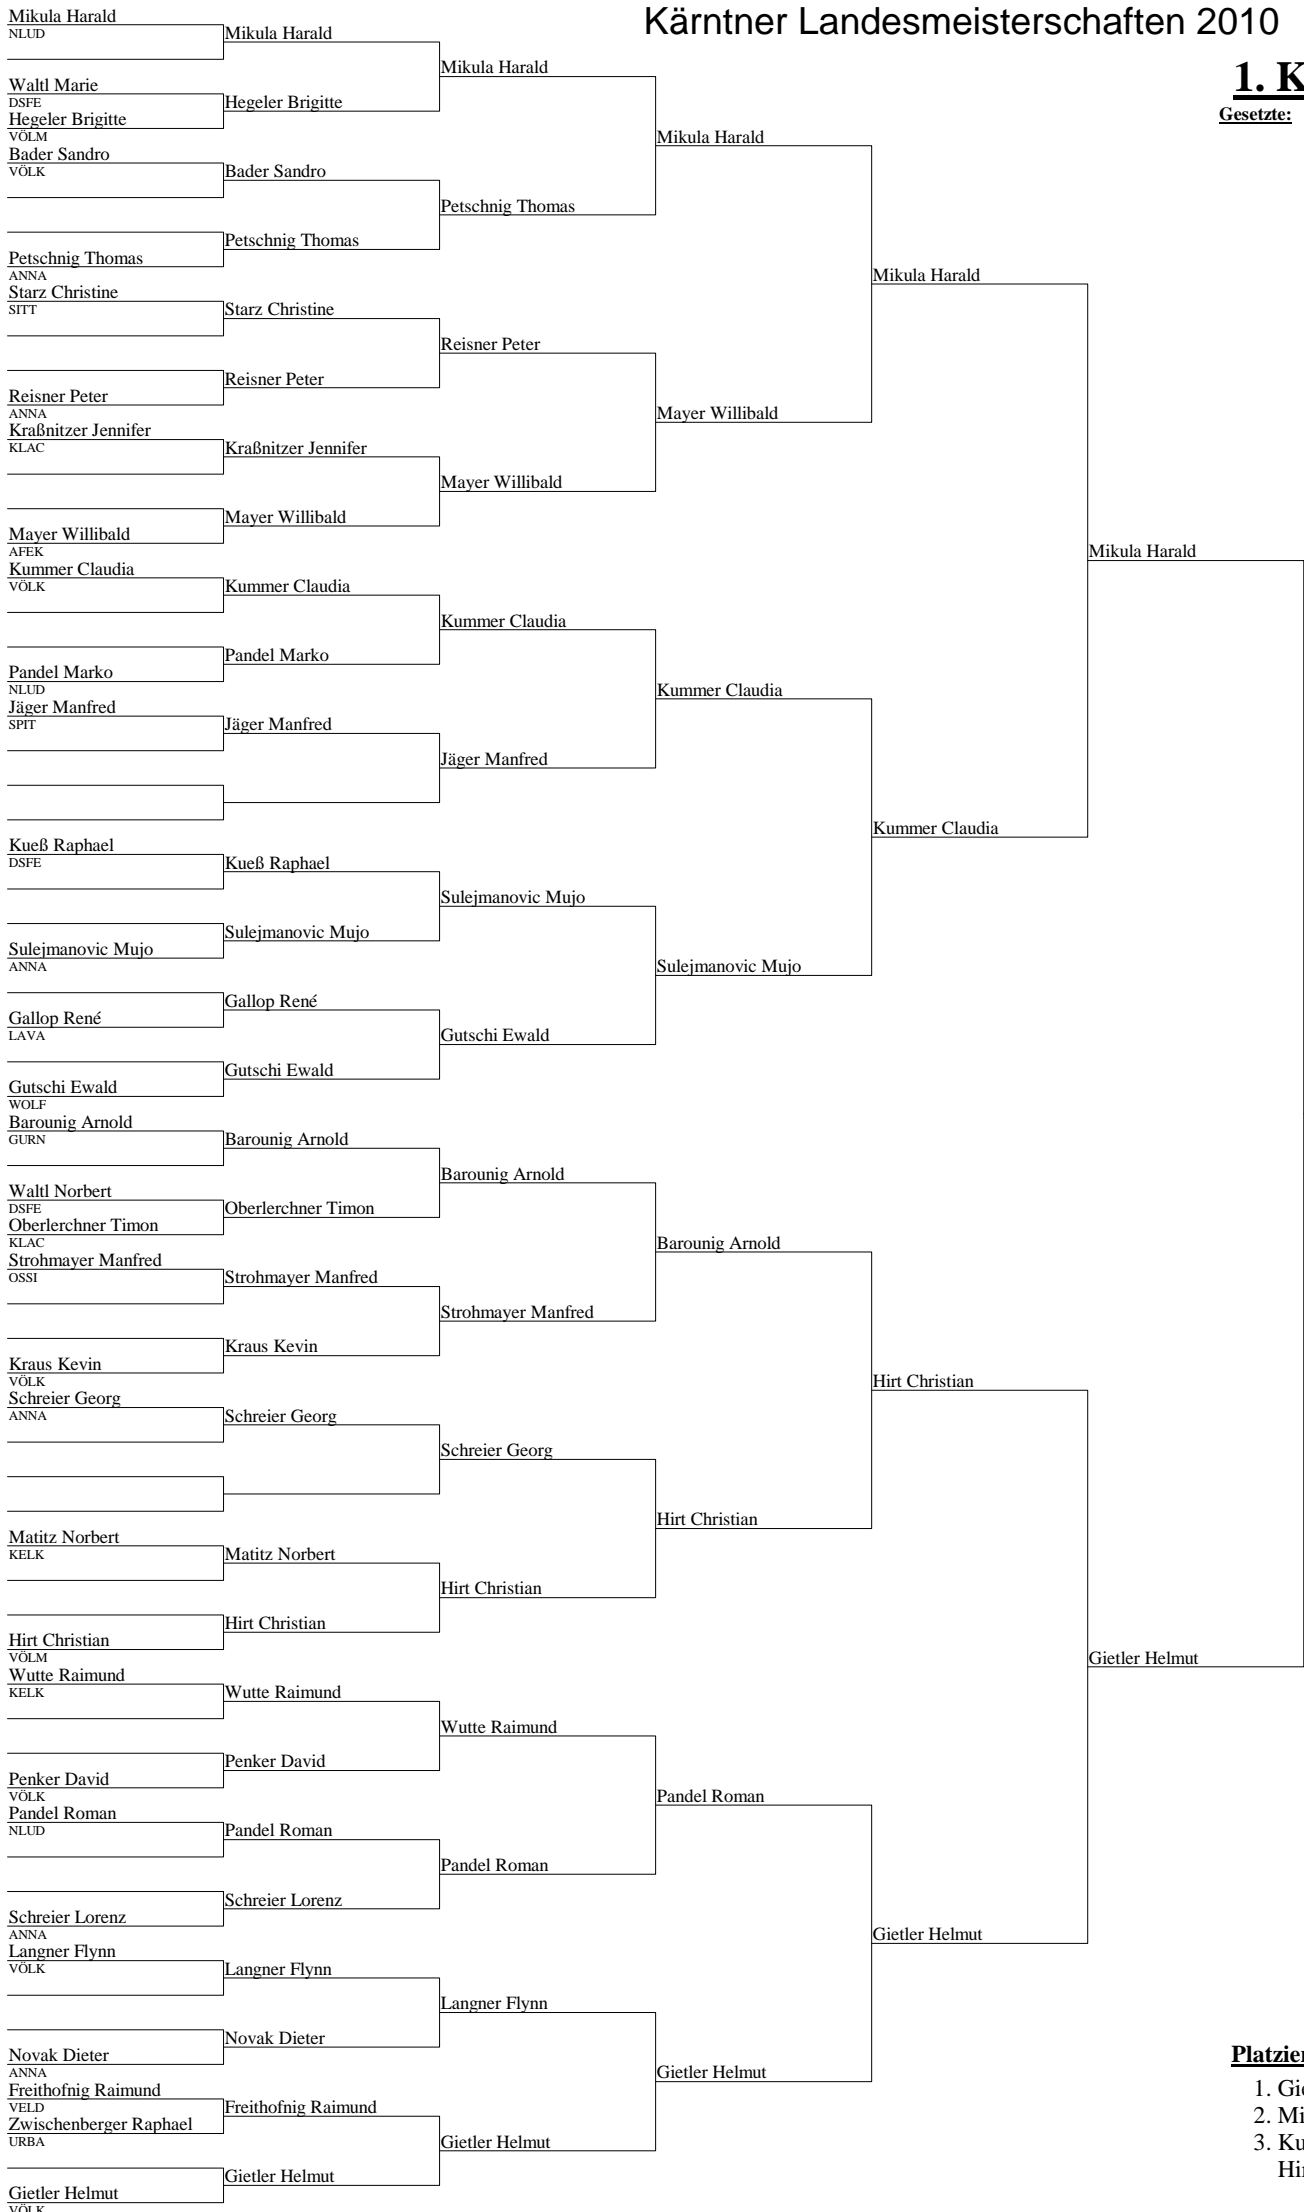 Kärntner Landesmeisterschaften 2010
1. K
Gesetzte:
Mikula Harald
NLUD
Waltl Marie
DSFE
Hegeler Brigitte
VÖLM
Bader Sandro
VÖLK
Petschnig Thomas
ANNA
Starz Christine
SITT
Reisner Peter
ANNA
Kraßnitzer Jennifer
KLAC
Mayer Willibald
AFEK
Kummer Claudia
VÖLK
Pandel Marko
NLUD
Jäger Manfred
SPIT
Kueß Raphael
DSFE
Sulejmanovic Mujo
ANNA
Gallop René
LAVA
Gutschi Ewald
WOLF
Barounig Arnold
GURN
Waltl Norbert
DSFE
Oberlerchner Timon
KLAC
Strohmayer Manfred
OSSI
Kraus Kevin
VÖLK
Schreier Georg
ANNA
Matitz Norbert
KELK
Hirt Christian
VÖLM
Wutte Raimund
KELK
Penker David
VÖLK
Pandel Roman
NLUD
Schreier Lorenz
ANNA
Langner Flynn
VÖLK
Novak Dieter
ANNA
Freithofnig Raimund
VELD
Zwischenberger Raphael
URBA
Gietler Helmut
VÖLK
Mikula Harald
Hegeler Brigitte
Bader Sandro
Petschnig Thomas
Starz Christine
Reisner Peter
Kraßnitzer Jennifer
Mayer Willibald
Kummer Claudia
Pandel Marko
Jäger Manfred
Kueß Raphael
Sulejmanovic Mujo
Gallop René
Gutschi Ewald
Barounig Arnold
Oberlerchner Timon
Strohmayer Manfred
Kraus Kevin
Schreier Georg
Matitz Norbert
Hirt Christian
Wutte Raimund
Penker David
Pandel Roman
Schreier Lorenz
Langner Flynn
Novak Dieter
Freithofnig Raimund
Gietler Helmut
Mikula Harald
Petschnig Thomas
Reisner Peter
Mayer Willibald
Kummer Claudia
Jäger Manfred
Sulejmanovic Mujo
Gutschi Ewald
Barounig Arnold
Strohmayer Manfred
Schreier Georg
Hirt Christian
Wutte Raimund
Pandel Roman
Langner Flynn
Gietler Helmut
Mikula Harald
Mayer Willibald
Kummer Claudia
Sulejmanovic Mujo
Barounig Arnold
Hirt Christian
Pandel Roman
Gietler Helmut
Mikula Harald
Kummer Claudia
Hirt Christian
Gietler Helmut
Mikula Harald
Gietler Helmut
Platzier
1. Gie
2. Mi
3. Ku
Hir